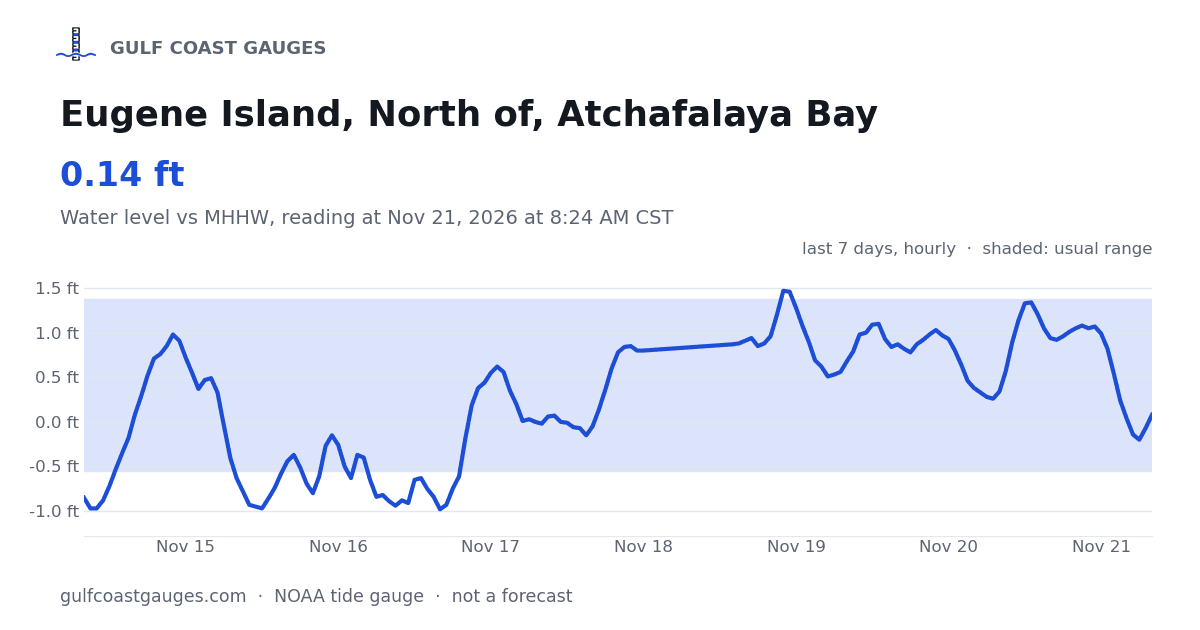 GULF COAST GAUGES
Eugene Island, North of, Atchafalaya Bay
0.14 ft
Water level vs MHHW, reading at Nov 21, 2026 at 8:24 AM CST
last 7 days, hourly · shaded: usual range
1.5 ft
1.0 ft
0.5 ft
0.0 ft
-0.5 ft
-1.0 ft
Nov 15 Nov 16 Nov 17 Nov 18 Nov 19 Nov 20 Nov 21
gulfcoastgauges.com · NOAA tide gauge · not a forecast